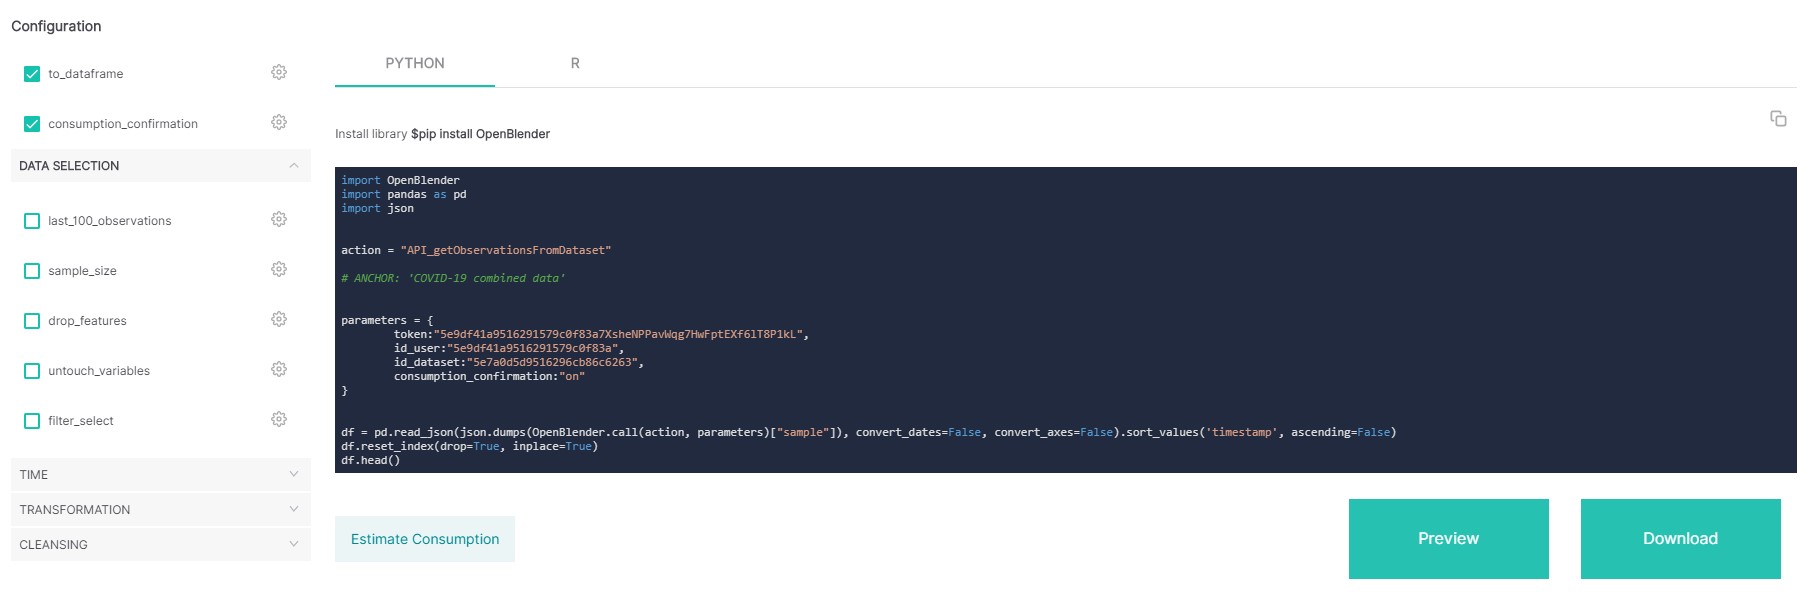 Configuration
to_dataframe
consumption_confirmation
DATA SELECTION
last_100_observations
sample_size
drop_features
untouch_variables
filter_select
TIME
TRANSFORMATION
CLEANSING
PYTHON R
Install library $pip install OpenBlender
import OpenBlender
import pandas as pd
import json
action = "API_getObservationsFromDataset"
# ANCHOR: ‘COVID-19 combined data’
parameters = {
token:"5e9df41a9516291579c0f83a7XsheNPPavWqg7HwFptEXf6lT8P1kL",
id_user:"5e9df41a9516291579c0f83a",
id_dataset:"5e7a0d5d9516296cb86c6263",
consumption_confirmation:"on"
}
df = pd.read_json(json.dumps(OpenBlender.call(action, parameters)["sample"]), convert_dates=False, convert_axes=False).sort_values('timestamp', ascending=False)
df.reset_index(drop=True, inplace=True)
df.head()
Estimate Consumption
Preview
Download